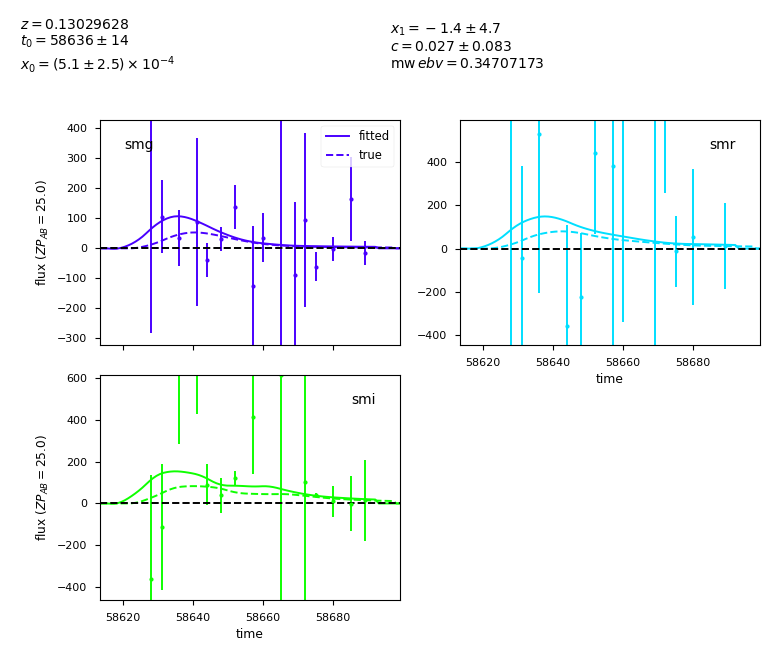 z = 0.13029628
t₀ = 58636 ± 14
x₀ = (5.1 ± 2.5) × 10⁻⁴
x₁ = − 1.4 ± 4.7
c = 0.027 ± 0.083
mw ebv = 0.34707173
smg
fitted
true
400
300
200
100
0
−100
−200
−300
flux (ZP_AB = 25.0)
smr
400
200
0
−200
−400
58620 58640 58660 58680
time
smi
600
400
200
0
−200
−400
flux (ZP_AB = 25.0)
58620 58640 58660 58680
time